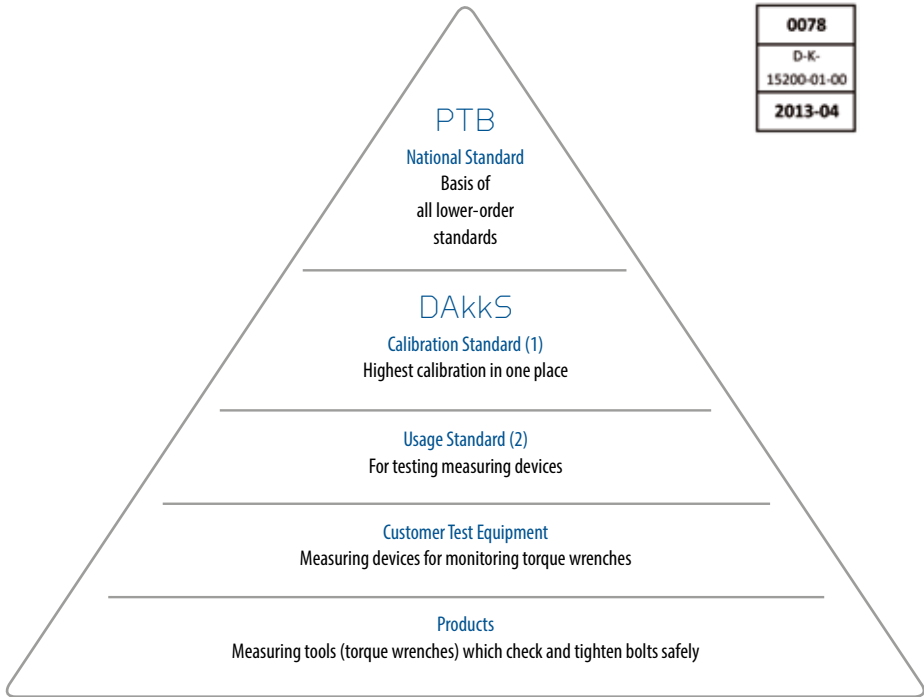 0078
D-K-
15200-01-00
2013-04
PTB
National Standard
Basis of
all lower-order
standards
DAkkS
Calibration Standard (1)
Highest calibration in one place
Usage Standard (2)
For testing measuring devices
Customer Test Equipment
Measuring devices for monitoring torque wrenches
Products
Measuring tools (torque wrenches) which check and tighten bolts safely